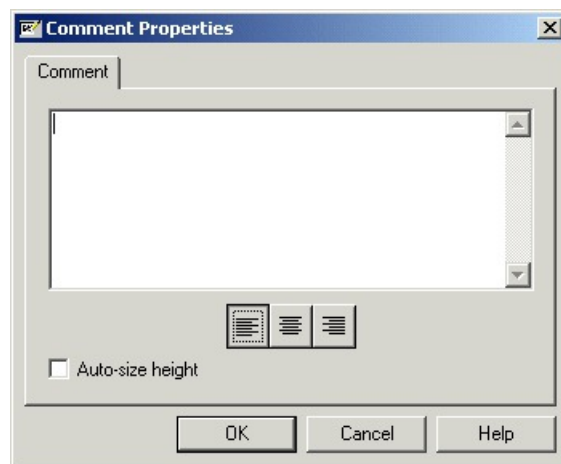 Comment Properties
Comment
Auto-size height
OK Cancel Help